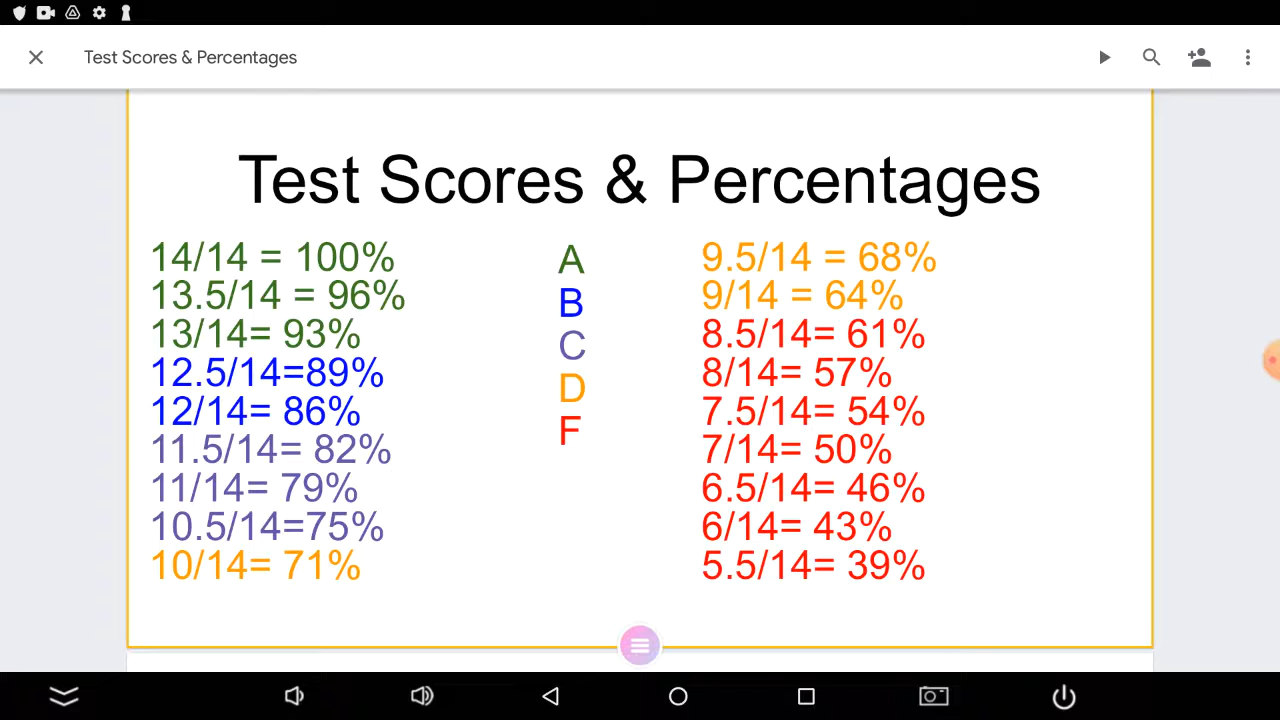 Test Scores & Percentages
Test Scores & Percentages
14/14 = 100%
13.5/14 = 96%
13/14= 93%
12.5/14=89%
12/14= 86%
11.5/14= 82%
11/14= 79%
10.5/14=75%
10/14= 71%
A
B
C
D
F
9.5/14 = 68%
9/14 = 64%
8.5/14= 61%
8/14= 57%
7.5/14= 54%
7/14= 50%
6.5/14= 46%
6/14= 43%
5.5/14= 39%